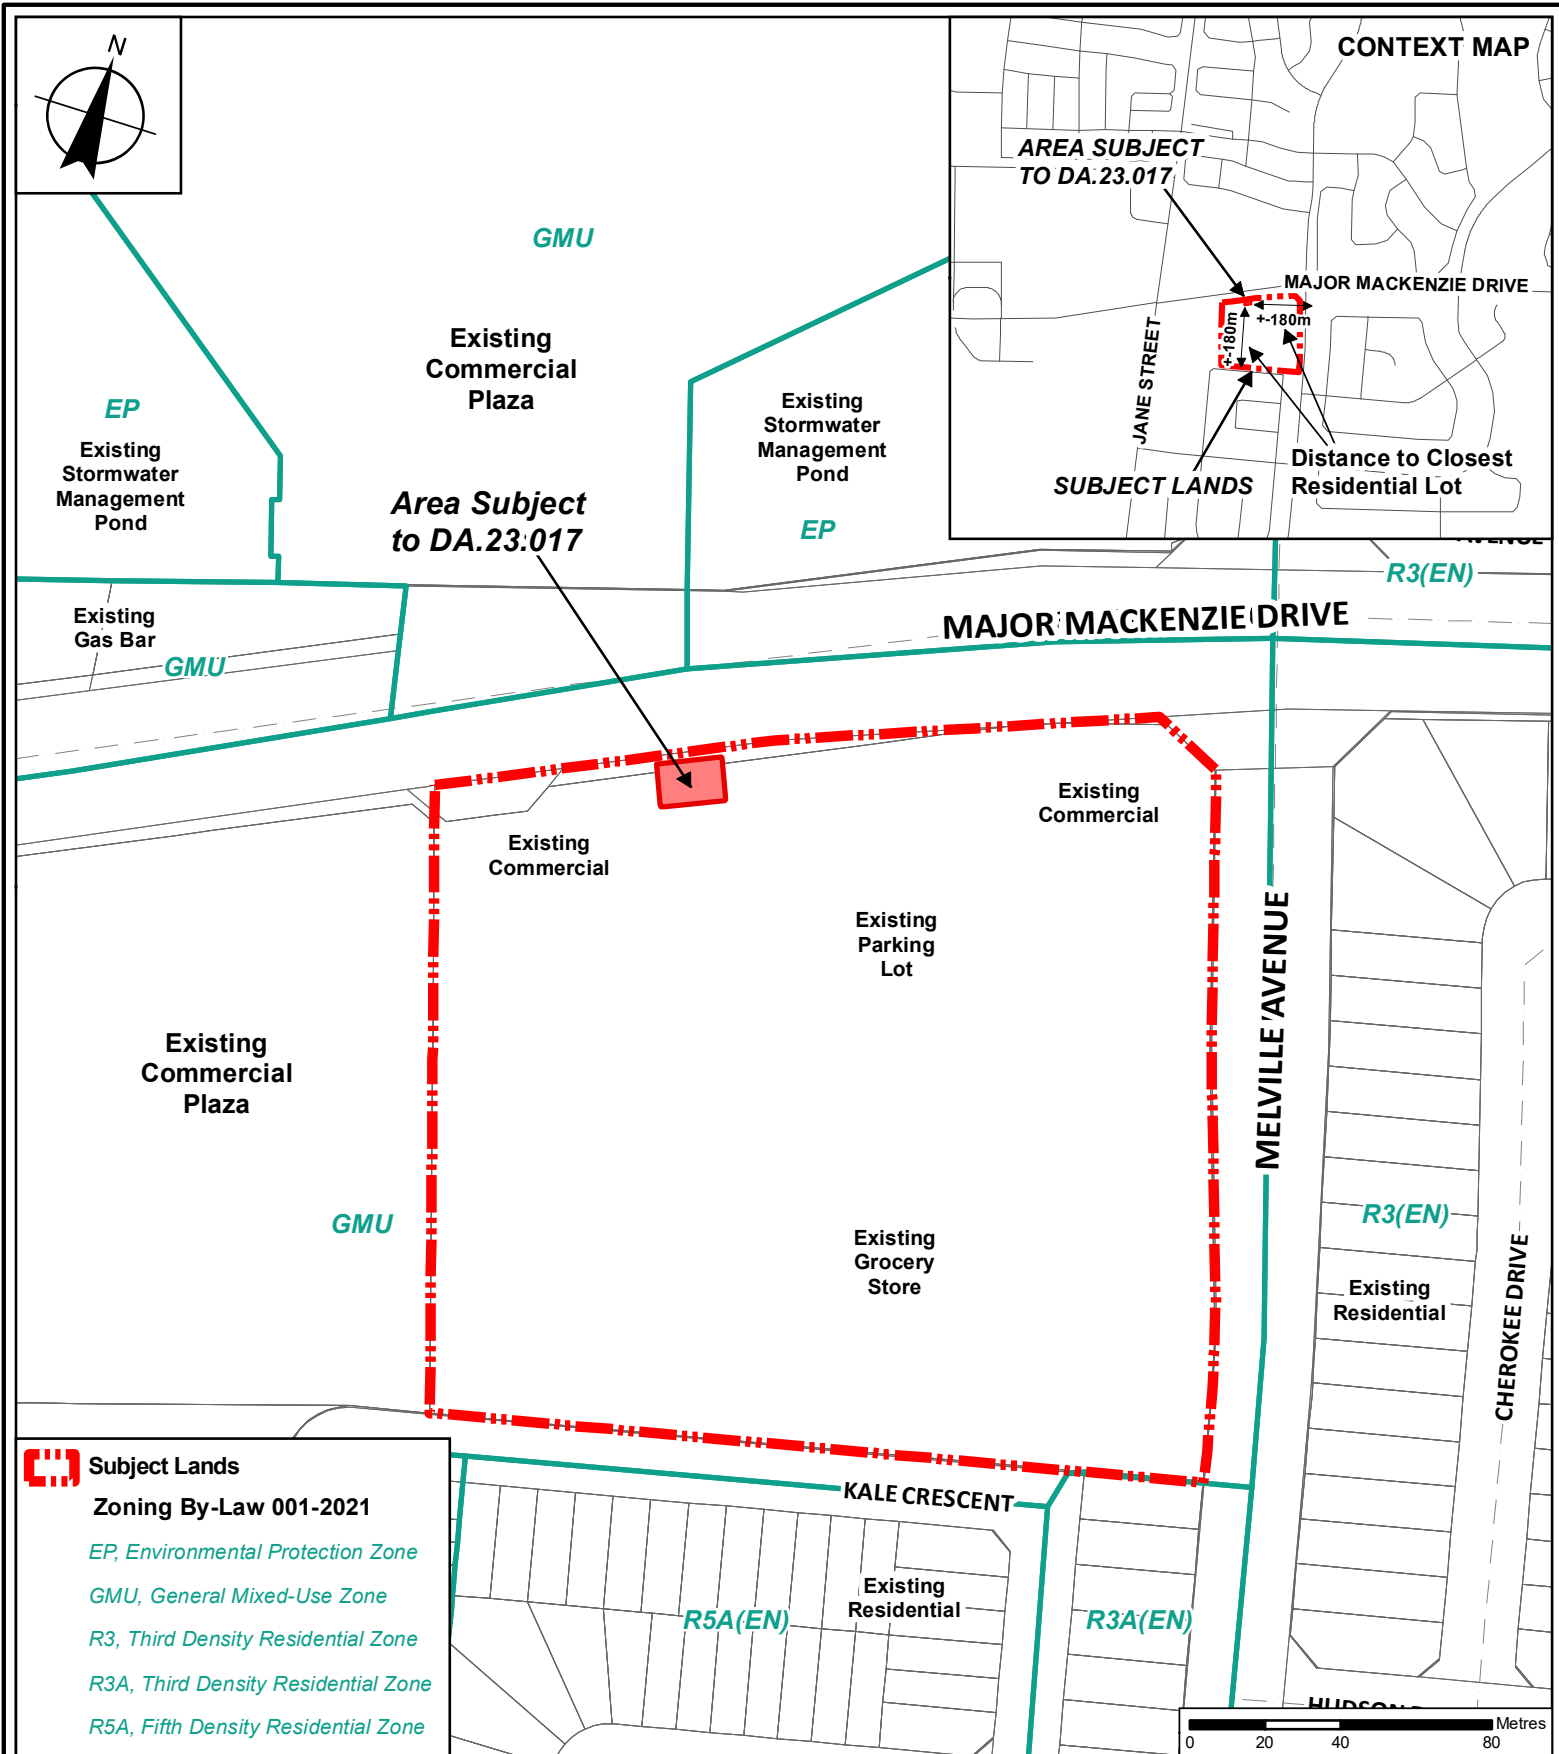 N
CONTEXT MAP
AREA SUBJECT
TO DA.23.017
MAJOR MACKENZIE DRIVE
+-180m
+-180m
JANE STREET
SUBJECT LANDS
Distance to Closest
Residential Lot
GMU
Existing
Commercial
Plaza
EP
Existing
Stormwater
Management
Pond
Existing
Stormwater
Management
Pond
EP
Area Subject
to DA.23.017
AVENUE
R3(EN)
Existing
Gas Bar
GMU
MAJOR MACKENZIE DRIVE
Existing
Commercial
Existing
Commercial
Existing
Parking
Lot
MELVILLE AVENUE
Existing
Commercial
Plaza
GMU
Existing
Grocery
Store
R3(EN)
Existing
Residential
CHEROKEE DRIVE
KALE CRESCENT
Existing
Residential
R5A(EN)
R3A(EN)
Subject Lands
Zoning By-Law 001-2021
EP, Environmental Protection Zone
GMU, General Mixed-Use Zone
R3, Third Density Residential Zone
R3A, Third Density Residential Zone
R5A, Fifth Density Residential Zone
HUDSON
Metres
0 20 40 80